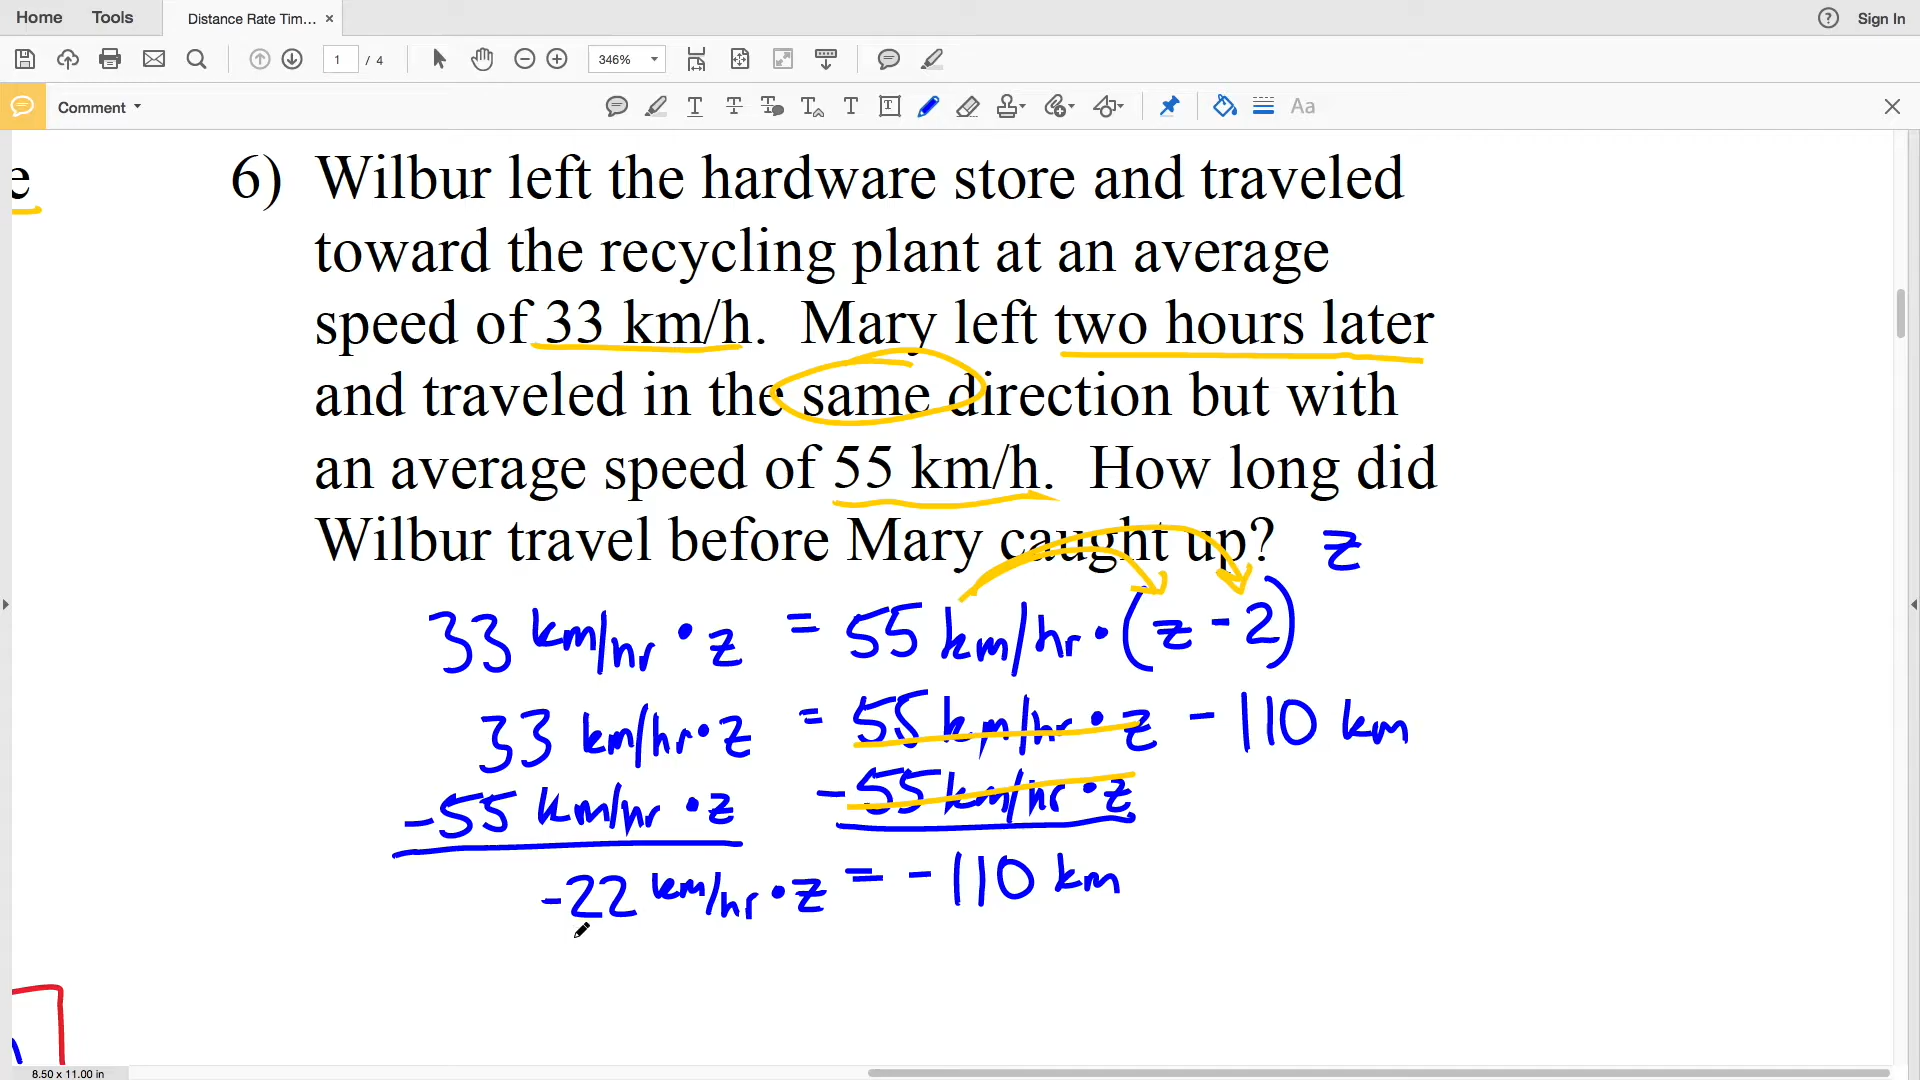 Home Tools Distance Rate Tim... × Sign In
1 / 4 346%
Comment Aa
e
6) Wilbur left the hardware store and traveled
toward the recycling plant at an average
speed of 33 km/h. Mary left two hours later
and traveled in the same direction but with
an average speed of 55 km/h. How long did
Wilbur travel before Mary caught up? z
33 km/hr · z = 55 km/hr · (z - 2)
33 km/hr · z = 55 km/hr · z - 110 km
-55 km/hr · z -55 km/hr · z
-22 km/hr · z = -110 km
8.50 x 11.00 in